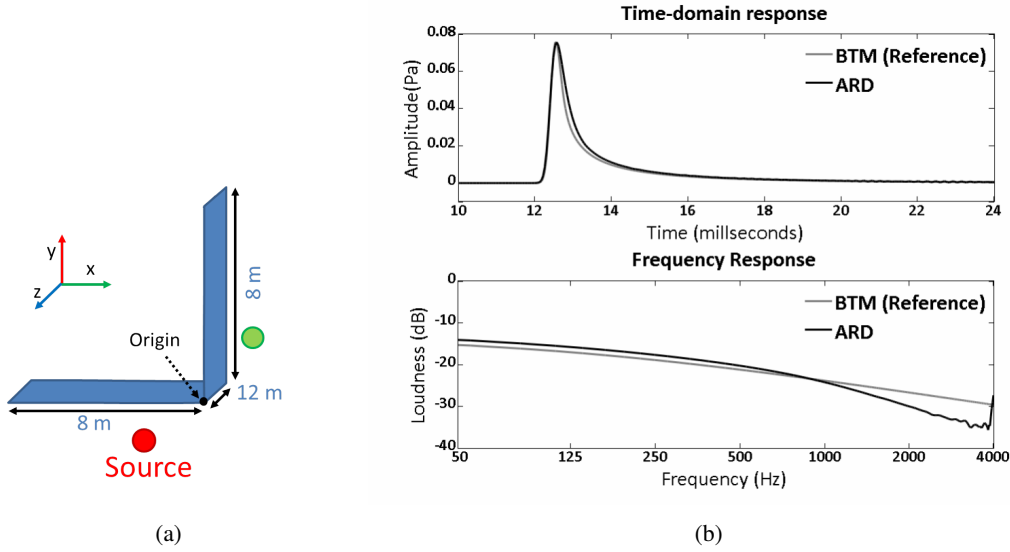 y
x
z
Origin
8 m
8 m
12 m
Source
(a)
Time-domain response
Amplitude(Pa)
0.08
0.06
0.04
0.02
0
BTM (Reference)
ARD
10 12 14 16 18 20 22 24
Time (millseconds)
Frequency Response
Loudness (dB)
0
-10
-20
-30
-40
BTM (Reference)
ARD
50 125 250 500 1000 2000 4000
Frequency (Hz)
(b)